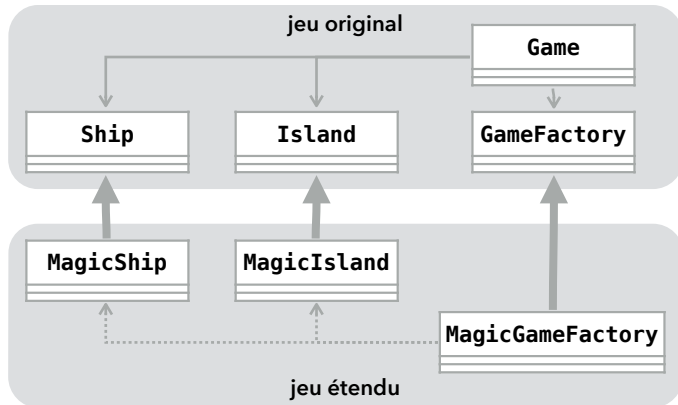 jeu original
Game
Ship
Island
GameFactory
MagicShip
MagicIsland
MagicGameFactory
jeu étendu